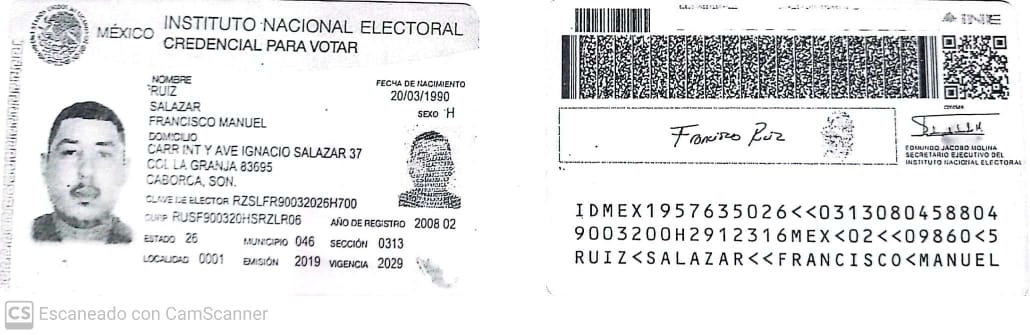 MÉXICO
INSTITUTO NACIONAL ELECTORAL
CREDENCIAL PARA VOTAR
NOMBRE
RUIZ
SALAZAR
FRANCISCO MANUEL
FECHA DE NACIMIENTO
20/03/1990
SEXO H
DOMICILIO
CARR INT Y AVE IGNACIO SALAZAR 37
COL LA GRANJA 83695
CABORCA, SON.
CLAVE DE ELECTOR RZSLFR90032026H700
CURP RUSF900320HSRZLR06
AÑO DE REGISTRO 2008 02
ESTADO 26 MUNICIPIO 046 SECCIÓN 0313
LOCALIDAD 0001 EMISIÓN 2019 VIGENCIA 2029
INE
Francisco Ruiz
EDMUNDO JACOBO MOLINA
SECRETARIO EJECUTIVO DEL
INSTITUTO NACIONAL ELECTORAL
IDMEX1957635026<<0313080458804
9003200H2912316MEX<02<<09860<5
RUIZ<SALAZAR<<FRANCISCO<MANUEL
CS Escaneado con CamScanner